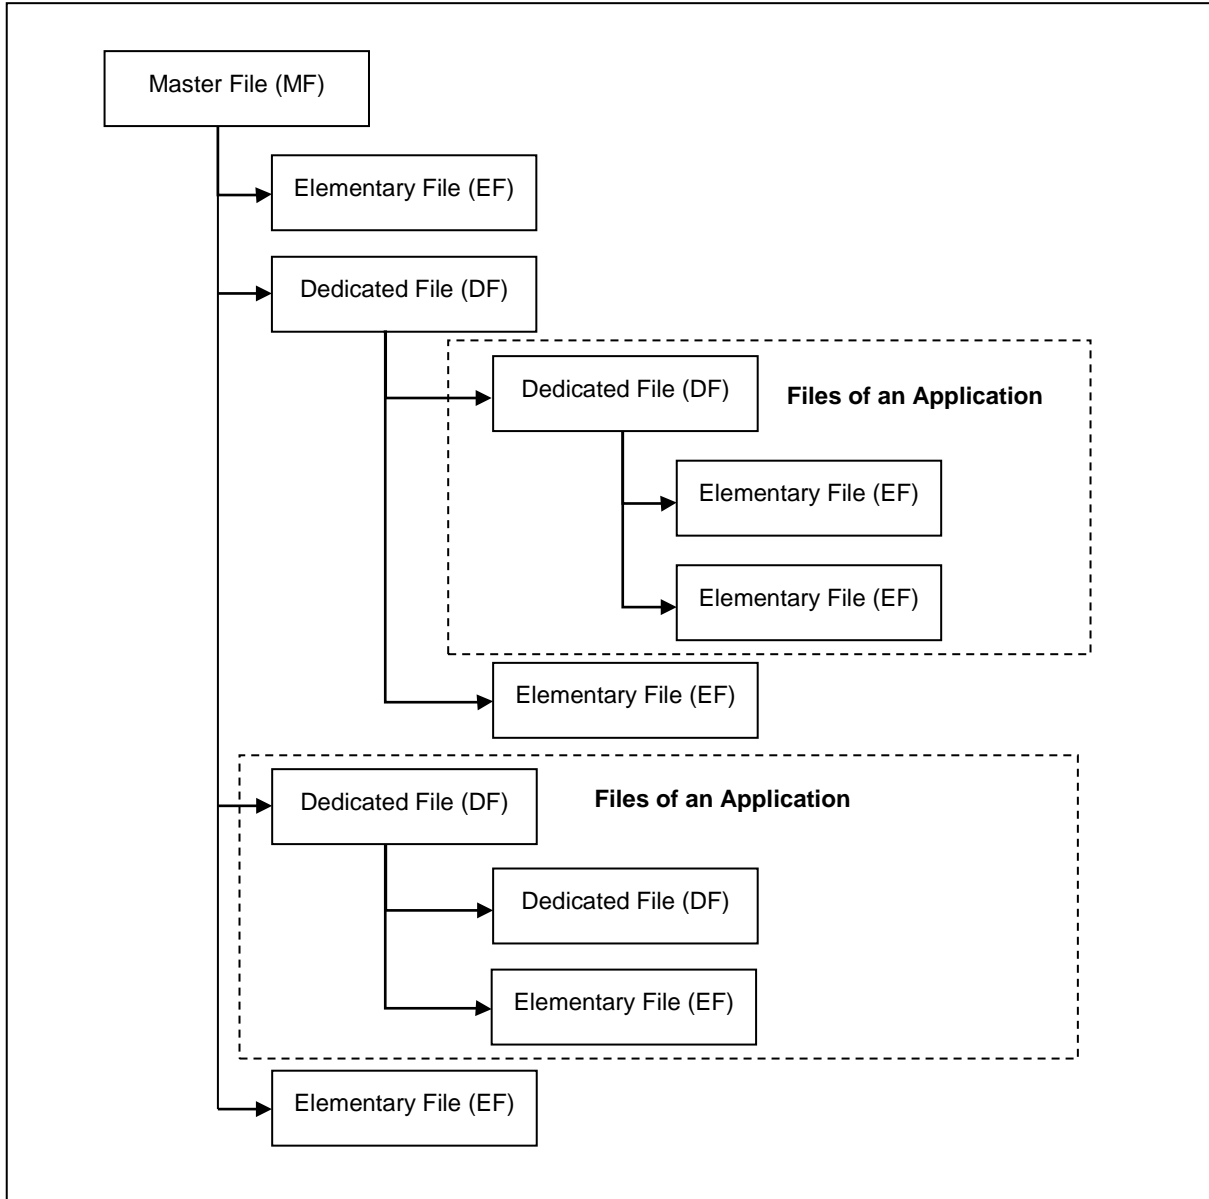 Master File (MF)
Elementary File (EF)
Dedicated File (DF)
Dedicated File (DF)
Files of an Application
Elementary File (EF)
Elementary File (EF)
Elementary File (EF)
Dedicated File (DF)
Files of an Application
Dedicated File (DF)
Elementary File (EF)
Elementary File (EF)